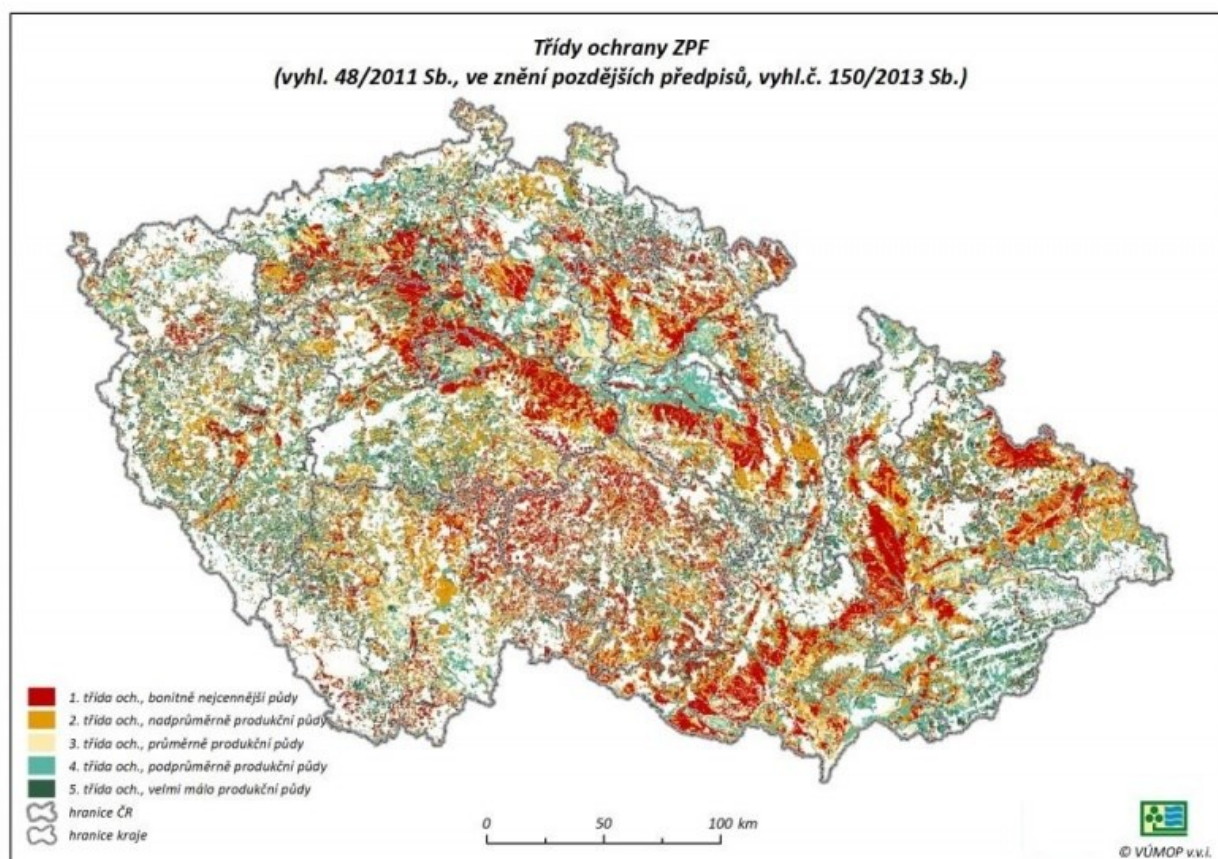 Třídy ochrany ZPF
(vyhl. 48/2011 Sb., ve znění pozdějších předpisů, vyhl.č. 150/2013 Sb.)
1. třída och., bonitně nejcennější půdy
2. třída och., nadprůměrně produkční půdy
3. třída och., průměrně produkční půdy
4. třída och., podprůměrně produkční půdy
5. třída och., velmi málo produkční půdy
hranice ČR
hranice kraje
0 50 100 km
© VÚMOP v.v.i.